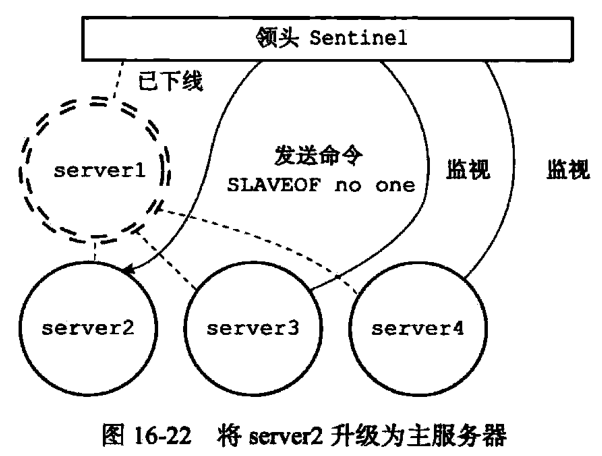 领头 Sentinel
已下线
server1
发送命令
SLAVEOF no one
监视
监视
server2
server3
server4
图 16-22 将 server2 升级为主服务器